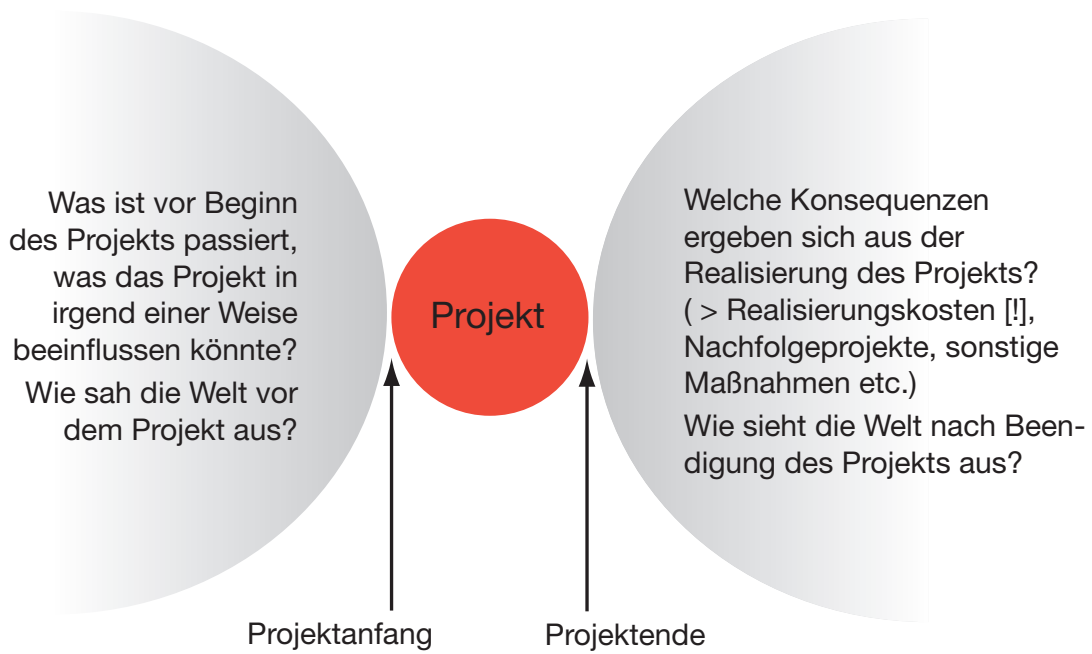 Was ist vor Beginn
des Projekts passiert,
was das Projekt in
irgend einer Weise
beeinflussen könnte?
Wie sah die Welt vor
dem Projekt aus?
Projekt
Welche Konsequenzen
ergeben sich aus der
Realisierung des Projekts?
( > Realisierungskosten [!],
Nachfolgeprojekte, sonstige
Maßnahmen etc.)
Wie sieht die Welt nach Been-
digung des Projekts aus?
Projektanfang
Projektende